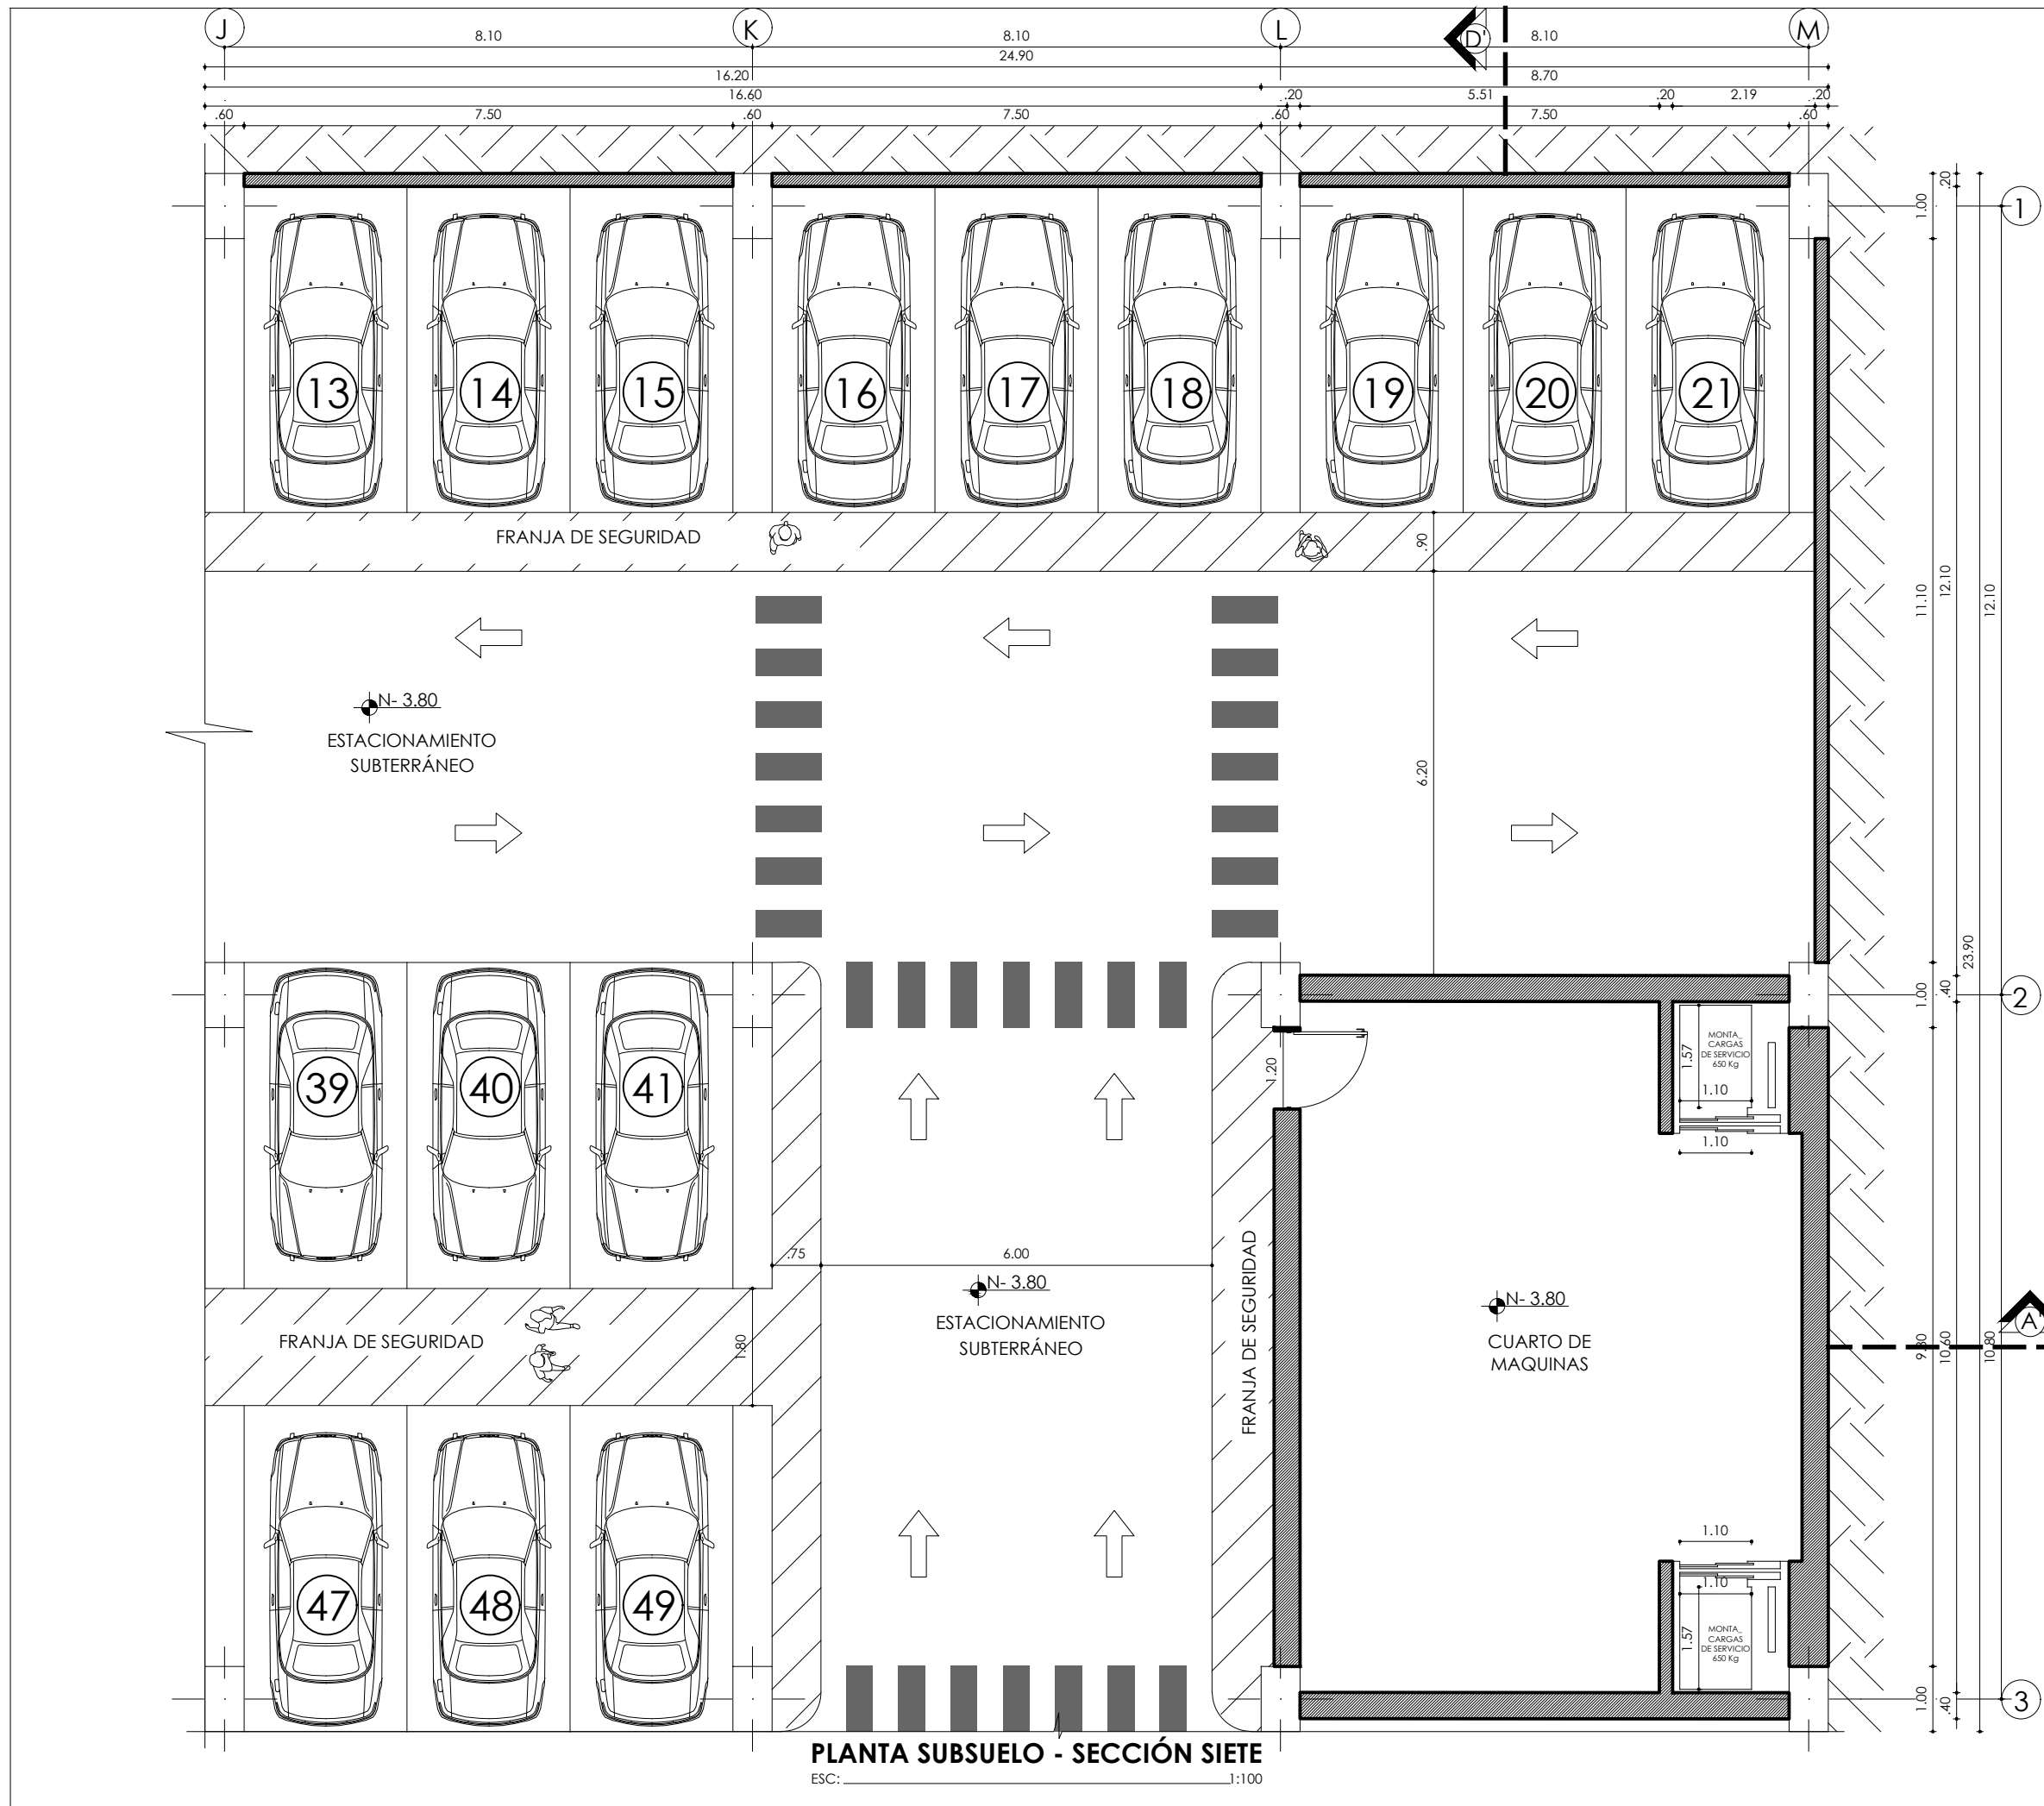 J
K
L
M
8.10
8.10
D'
8.10
24.90
16.20
8.70
16.60
.20
5.51
.20
2.19
.20
.60
7.50
.60
7.50
.60
7.50
.60
.20
1.00
1
13
14
15
16
17
18
19
20
21
FRANJA DE SEGURIDAD
.90
11.10
12.10
12.10
N- 3.80
ESTACIONAMIENTO
SUBTERRÁNEO
6.20
23.90
1.00
.40
2
39
40
41
1.20
MONTA_
CARGAS
DE SERVICIO
650 Kg
1.57
1.10
1.10
.75
6.00
N- 3.80
ESTACIONAMIENTO
SUBTERRÁNEO
FRANJA DE SEGURIDAD
N- 3.80
CUARTO DE
MAQUINAS
FRANJA DE SEGURIDAD
1.80
A
9.80
10.80
47
48
49
1.10
1.10
MONTA_
CARGAS
DE SERVICIO
650 Kg
1.57
1.00
.40
3
PLANTA SUBSUELO - SECCIÓN SIETE
ESC: 1:100